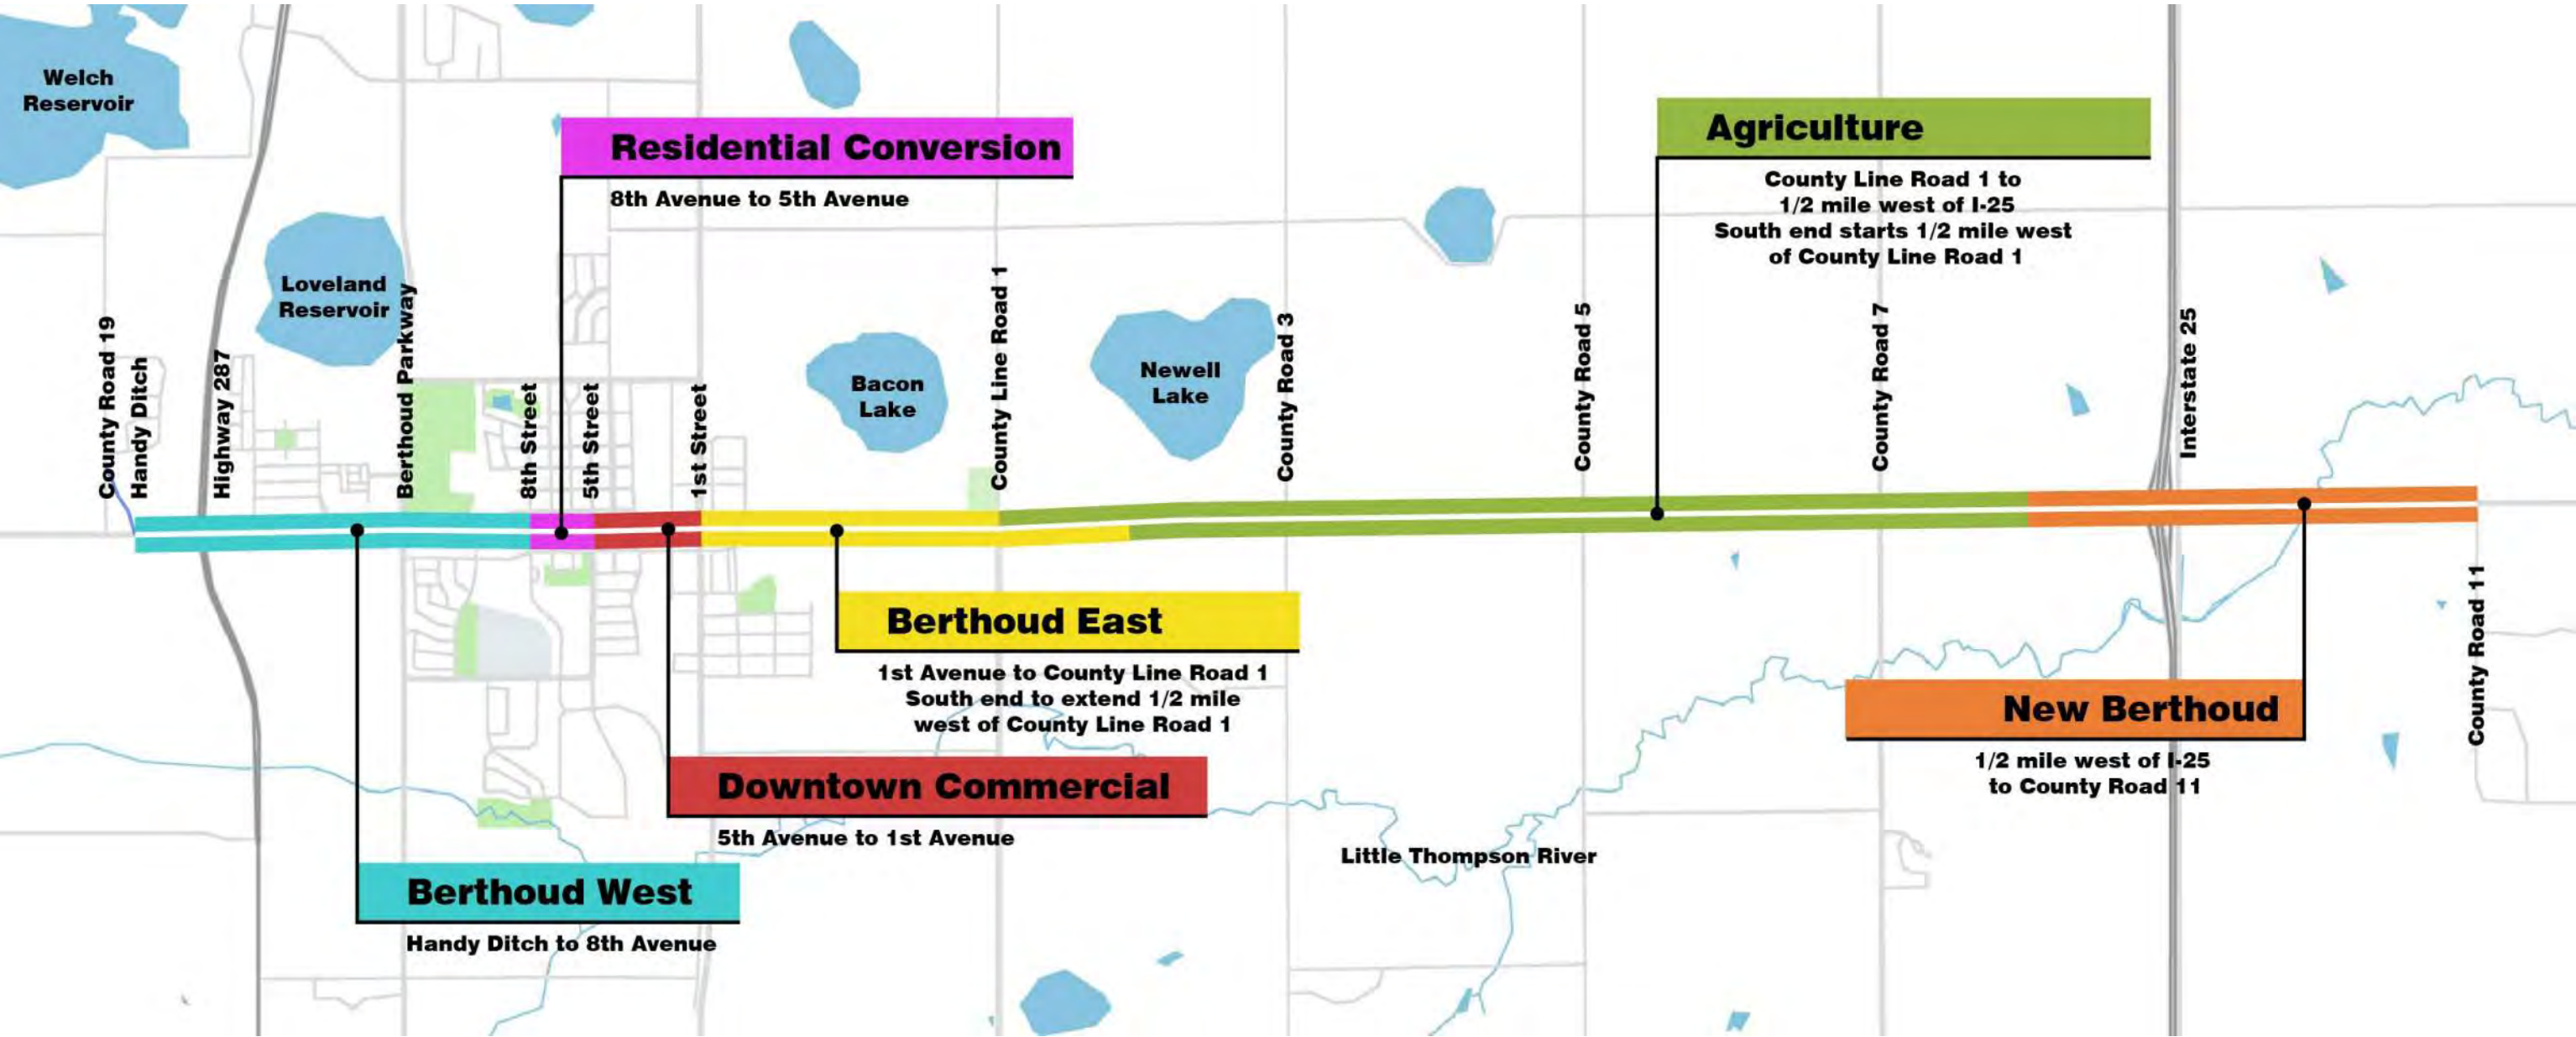 Welch
Reservoir
Residential Conversion
8th Avenue to 5th Avenue
Agriculture
County Line Road 1 to
1/2 mile west of I-25
South end starts 1/2 mile west
of County Line Road 1
Loveland
Reservoir
County Road 19
Handy Ditch
Highway 287
Berthoud Parkway
8th Street
5th Street
1st Street
Bacon
Lake
County Line Road 1
Newell
Lake
County Road 3
County Road 5
County Road 7
Interstate 25
County Road 11
Berthoud East
1st Avenue to County Line Road 1
South end to extend 1/2 mile
west of County Line Road 1
New Berthoud
1/2 mile west of I-25
to County Road 11
Downtown Commercial
5th Avenue to 1st Avenue
Little Thompson River
Berthoud West
Handy Ditch to 8th Avenue